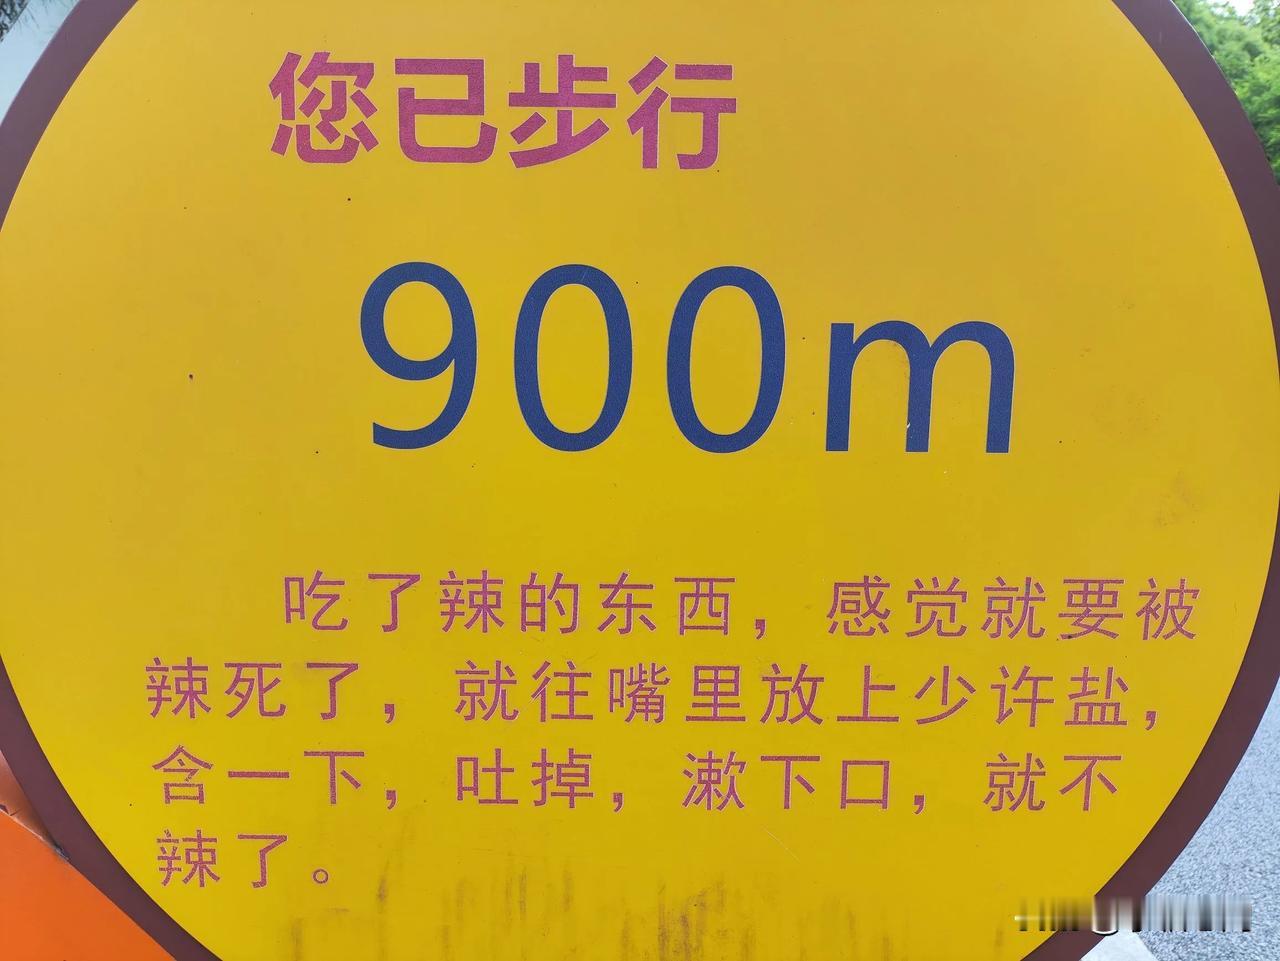 您已步行
900m
吃了辣的东西，感觉就要被
辣死了，就往嘴里放上少许盐，
含一下，吐掉，漱下口，就不
辣了。